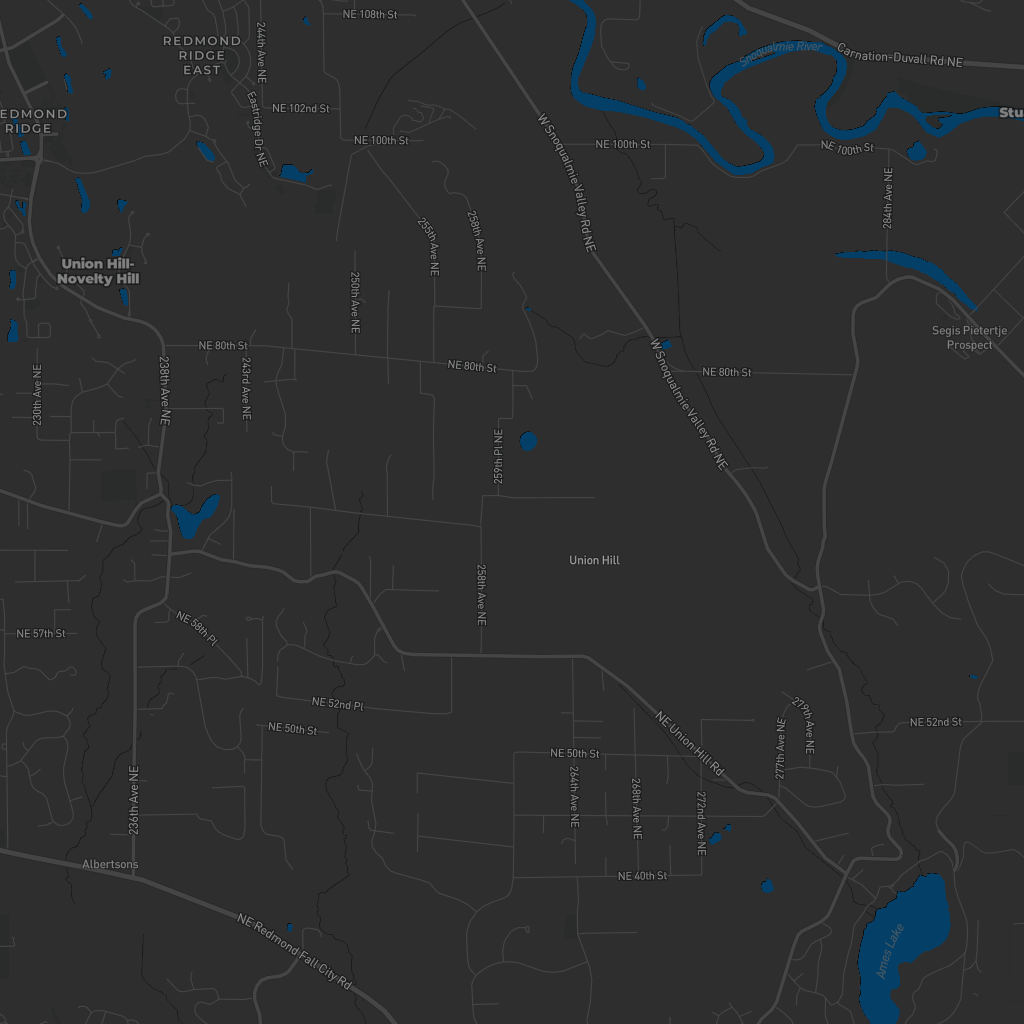 NE 108th St
REDMOND
RIDGE
EAST
244th Ave NE
Snoqualmie River
Carnation-Duvall Rd NE
NE 102nd St
Eastridge Dr NE
EDMOND
RIDGE
Stu
W Snoqualmie Valley Rd NE
NE 100th St
NE 100th St
NE 100th St
284th Ave NE
255th Ave NE
258th Ave NE
Union Hill-
Novelty Hill
250th Ave NE
Segis Pietertje
Prospect
NE 80th St
NE 80th St
NE 80th St
230th Ave NE
238th Ave NE
243rd Ave NE
W Snoqualmie Valley Rd NE
259th Pl NE
Union Hill
258th Ave NE
NE 58th Pl
NE 57th St
NE 52nd Pl
NE 50th St
NE Union Hill Rd
279th Ave NE
277th Ave NE
NE 52nd St
NE 50th St
236th Ave NE
264th Ave NE
268th Ave NE
272nd Ave NE
Albertsons
NE 40th St
NE Redmond Fall City Rd
Ames Lake